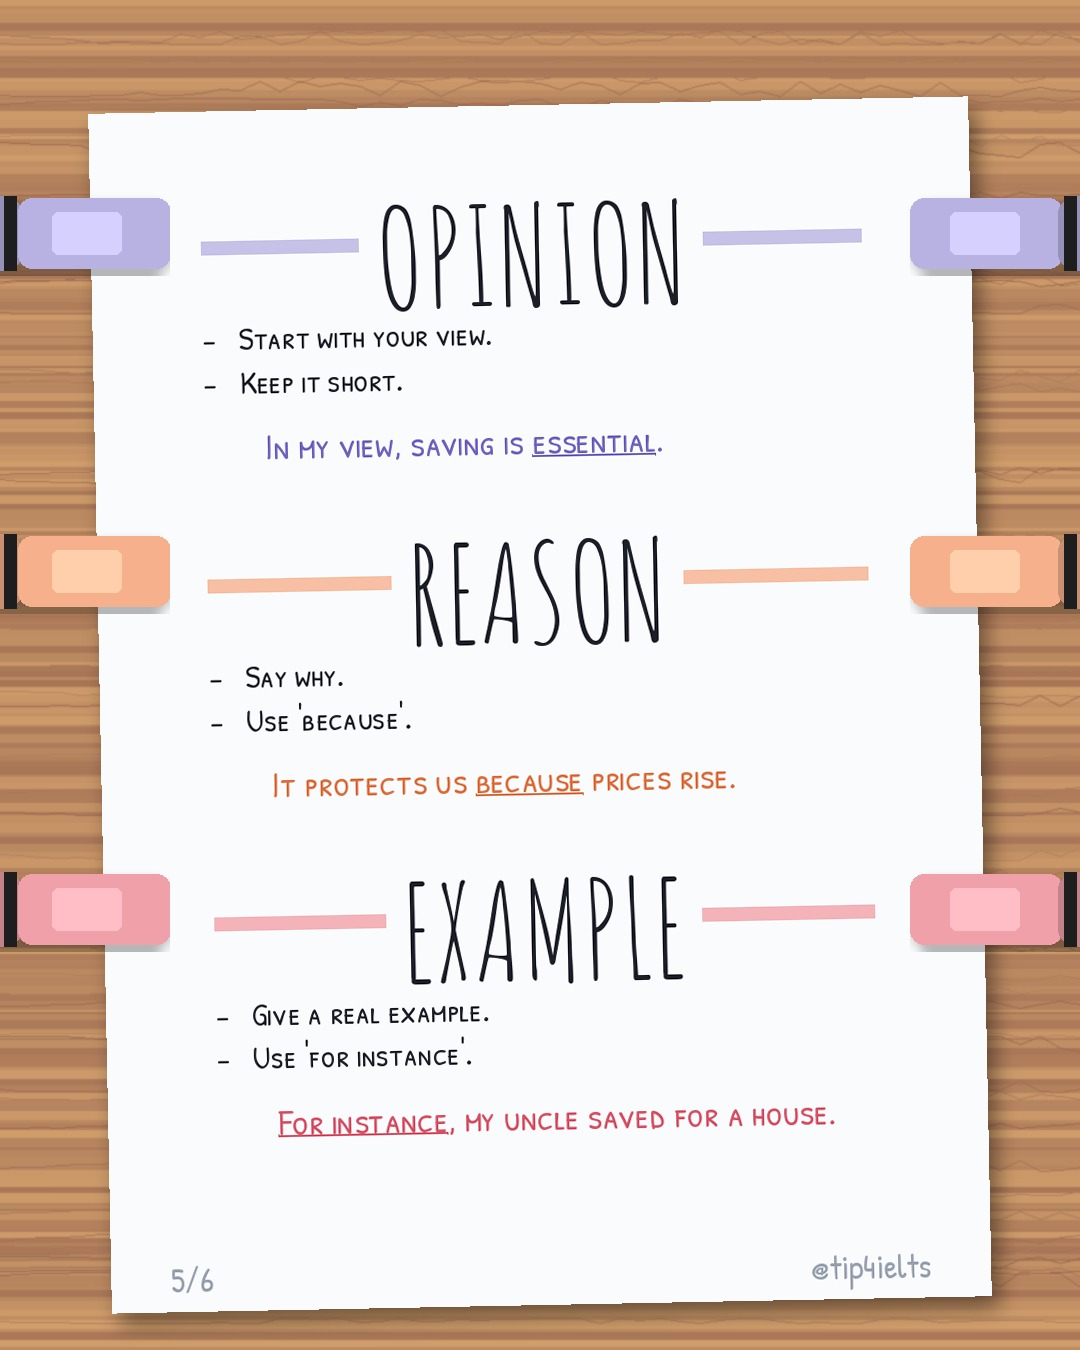 OPINION
- Start with your view.
- Keep it short.
In my view, saving is essential.
REASON
- Say why.
- Use 'because'.
It protects us because prices rise.
EXAMPLE
- Give a real example.
- Use 'for instance'.
For instance, my uncle saved for a house.
5/6
@tip4ielts